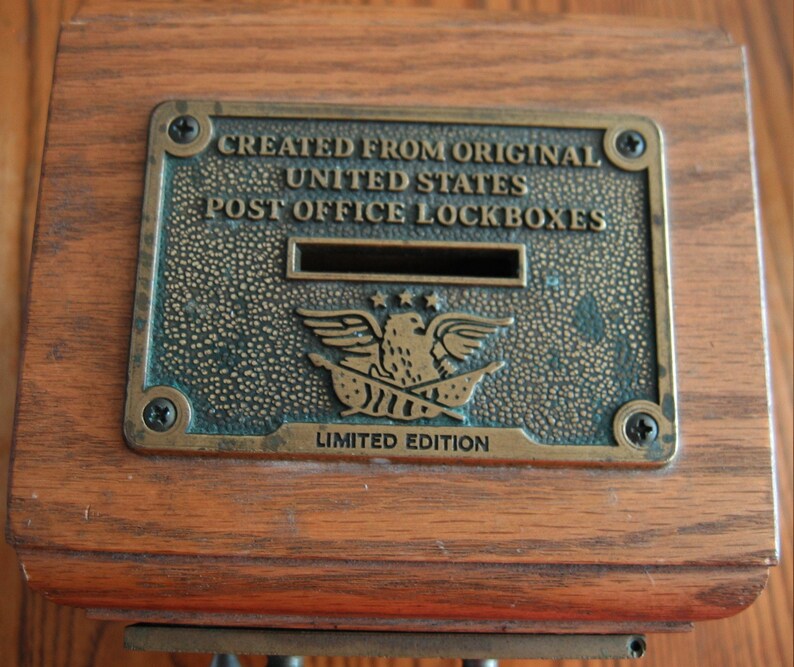 CREATED FROM ORIGINAL
UNITED STATES
POST OFFICE LOCKBOXES
LIMITED EDITION